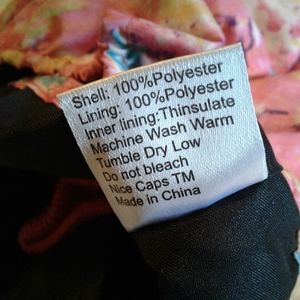 Shell: 100%Polyester
Lining: 100%Polyester
Inner lining:Thinsulate
Machine Wash Warm
Tumble Dry Low
Do not bleach
Nice Caps TM
Made in China